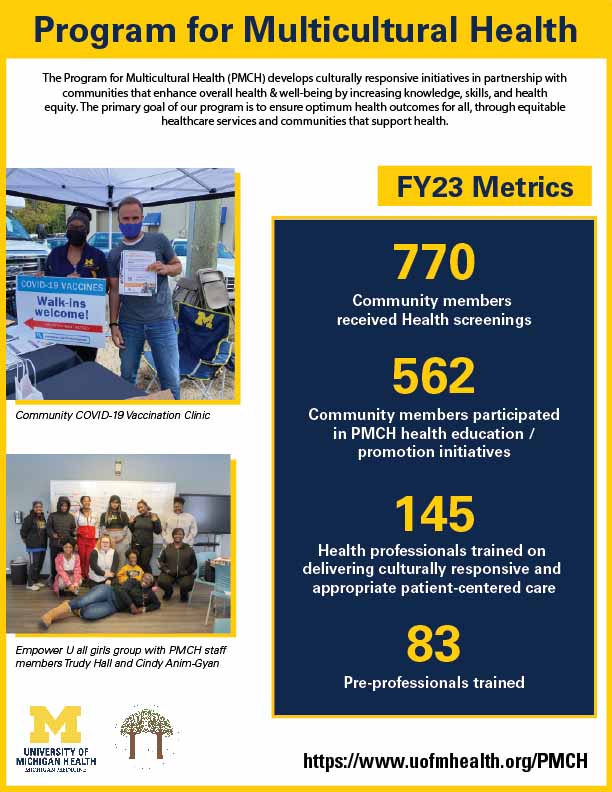 Program for Multicultural Health
The Program for Multicultural Health (PMCH) develops culturally responsive initiatives in partnership with
communities that enhance overall health & well-being by increasing knowledge, skills, and health
equity. The primary goal of our program is to ensure optimum health outcomes for all, through equitable
healthcare services and communities that support health.
COVID-19 VACCINES
Walk-ins
welcome!
M
Community COVID-19 Vaccination Clinic
Empower U all girls group with PMCH staff
members Trudy Hall and Cindy Anim-Gyan
FY23 Metrics
770
Community members
received Health screenings
562
Community members participated
in PMCH health education /
promotion initiatives
145
Health professionals trained on
delivering culturally responsive and
appropriate patient-centered care
83
Pre-professionals trained
M
UNIVERSITY OF
MICHIGAN HEALTH
MICHIGAN MEDICINE
https://www.uofmhealth.org/PMCH